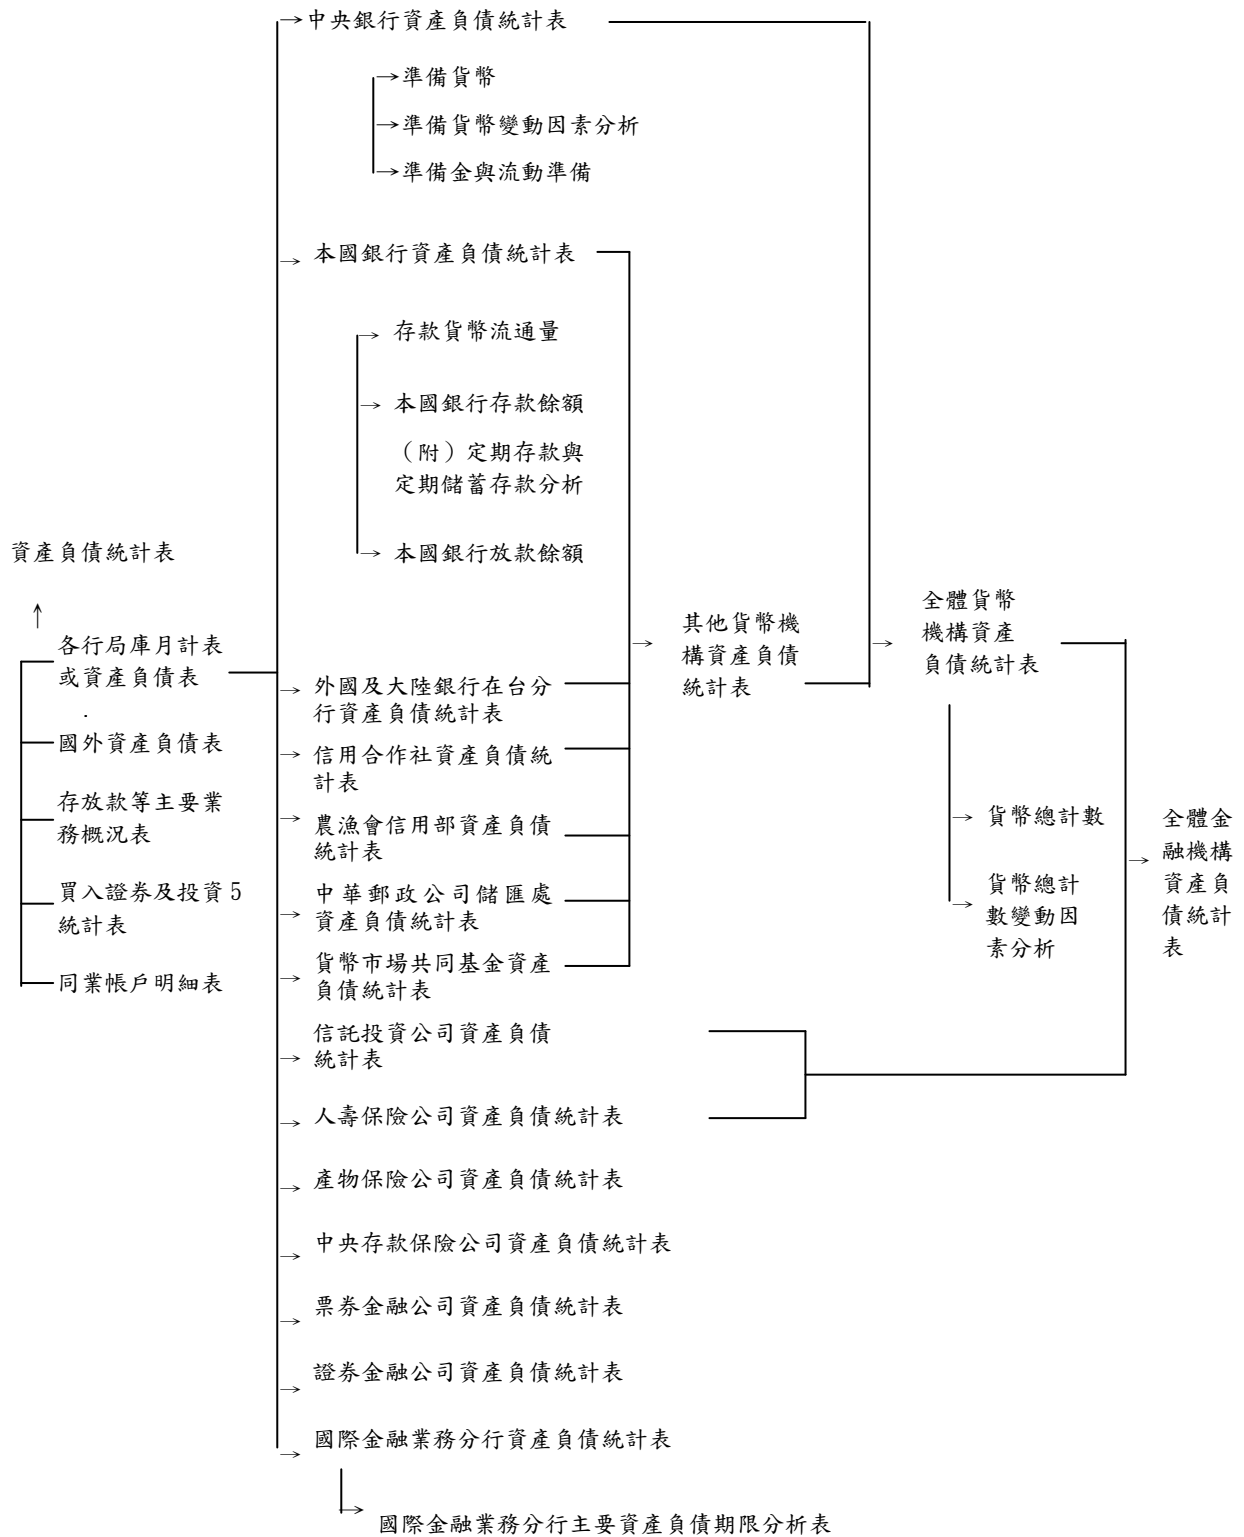 中央銀行資產負債統計表
準備貨幣
準備貨幣變動因素分析
準備金與流動準備
本國銀行資產負債統計表
存款貨幣流通量
本國銀行存款餘額
（附）定期存款與
定期儲蓄存款分析
本國銀行放款餘額
資產負債統計表
各行局庫月計表
或資產負債表
.
國外資產負債表
存放款等主要業
務概況表
買入證券及投資5
統計表
同業帳戶明細表
外國及大陸銀行在台分
行資產負債統計表
信用合作社資產負債統
計表
農漁會信用部資產負債
統計表
中華郵政公司儲匯處
資產負債統計表
貨幣市場共同基金資產
負債統計表
信託投資公司資產負債
統計表
人壽保險公司資產負債統計表
產物保險公司資產負債統計表
中央存款保險公司資產負債統計表
票券金融公司資產負債統計表
證券金融公司資產負債統計表
國際金融業務分行資產負債統計表
國際金融業務分行主要資產負債期限分析表
其他貨幣機
構資產負債
統計表
全體貨幣
機構資產
負債統計表
貨幣總計數
貨幣總計
數變動因
素分析
全體金
融機構
資產負
債統計
表